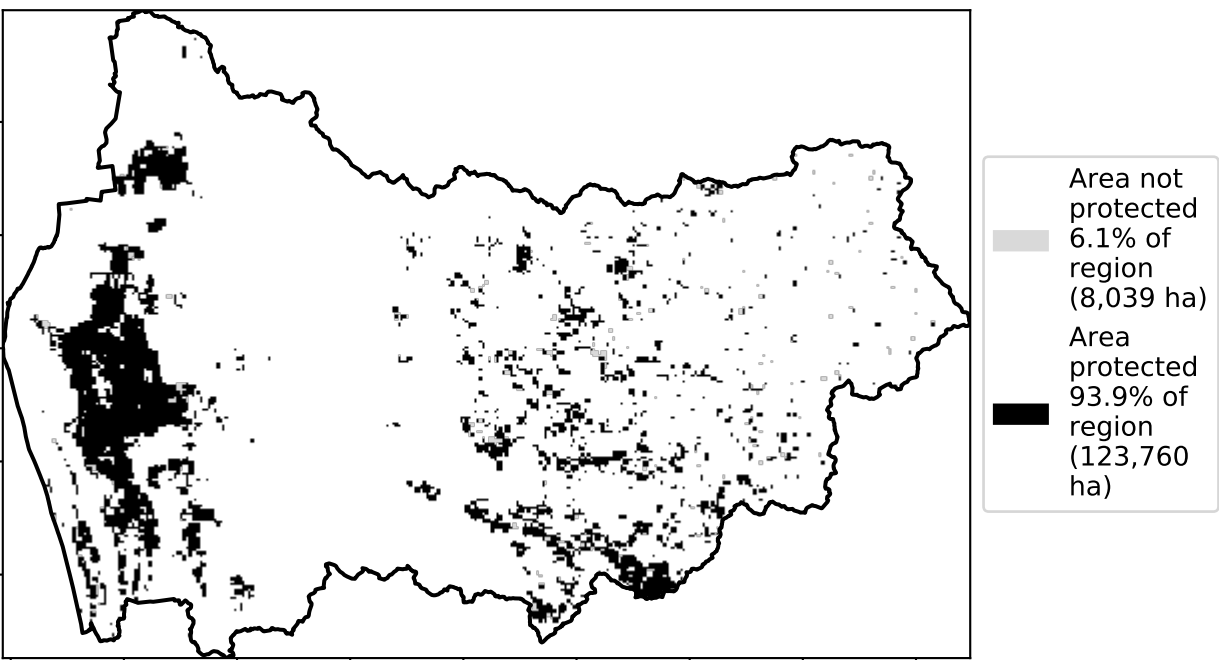 Area not
protected
6.1% of
region
(8,039 ha)
Area
protected
93.9% of
region
(123,760
ha)